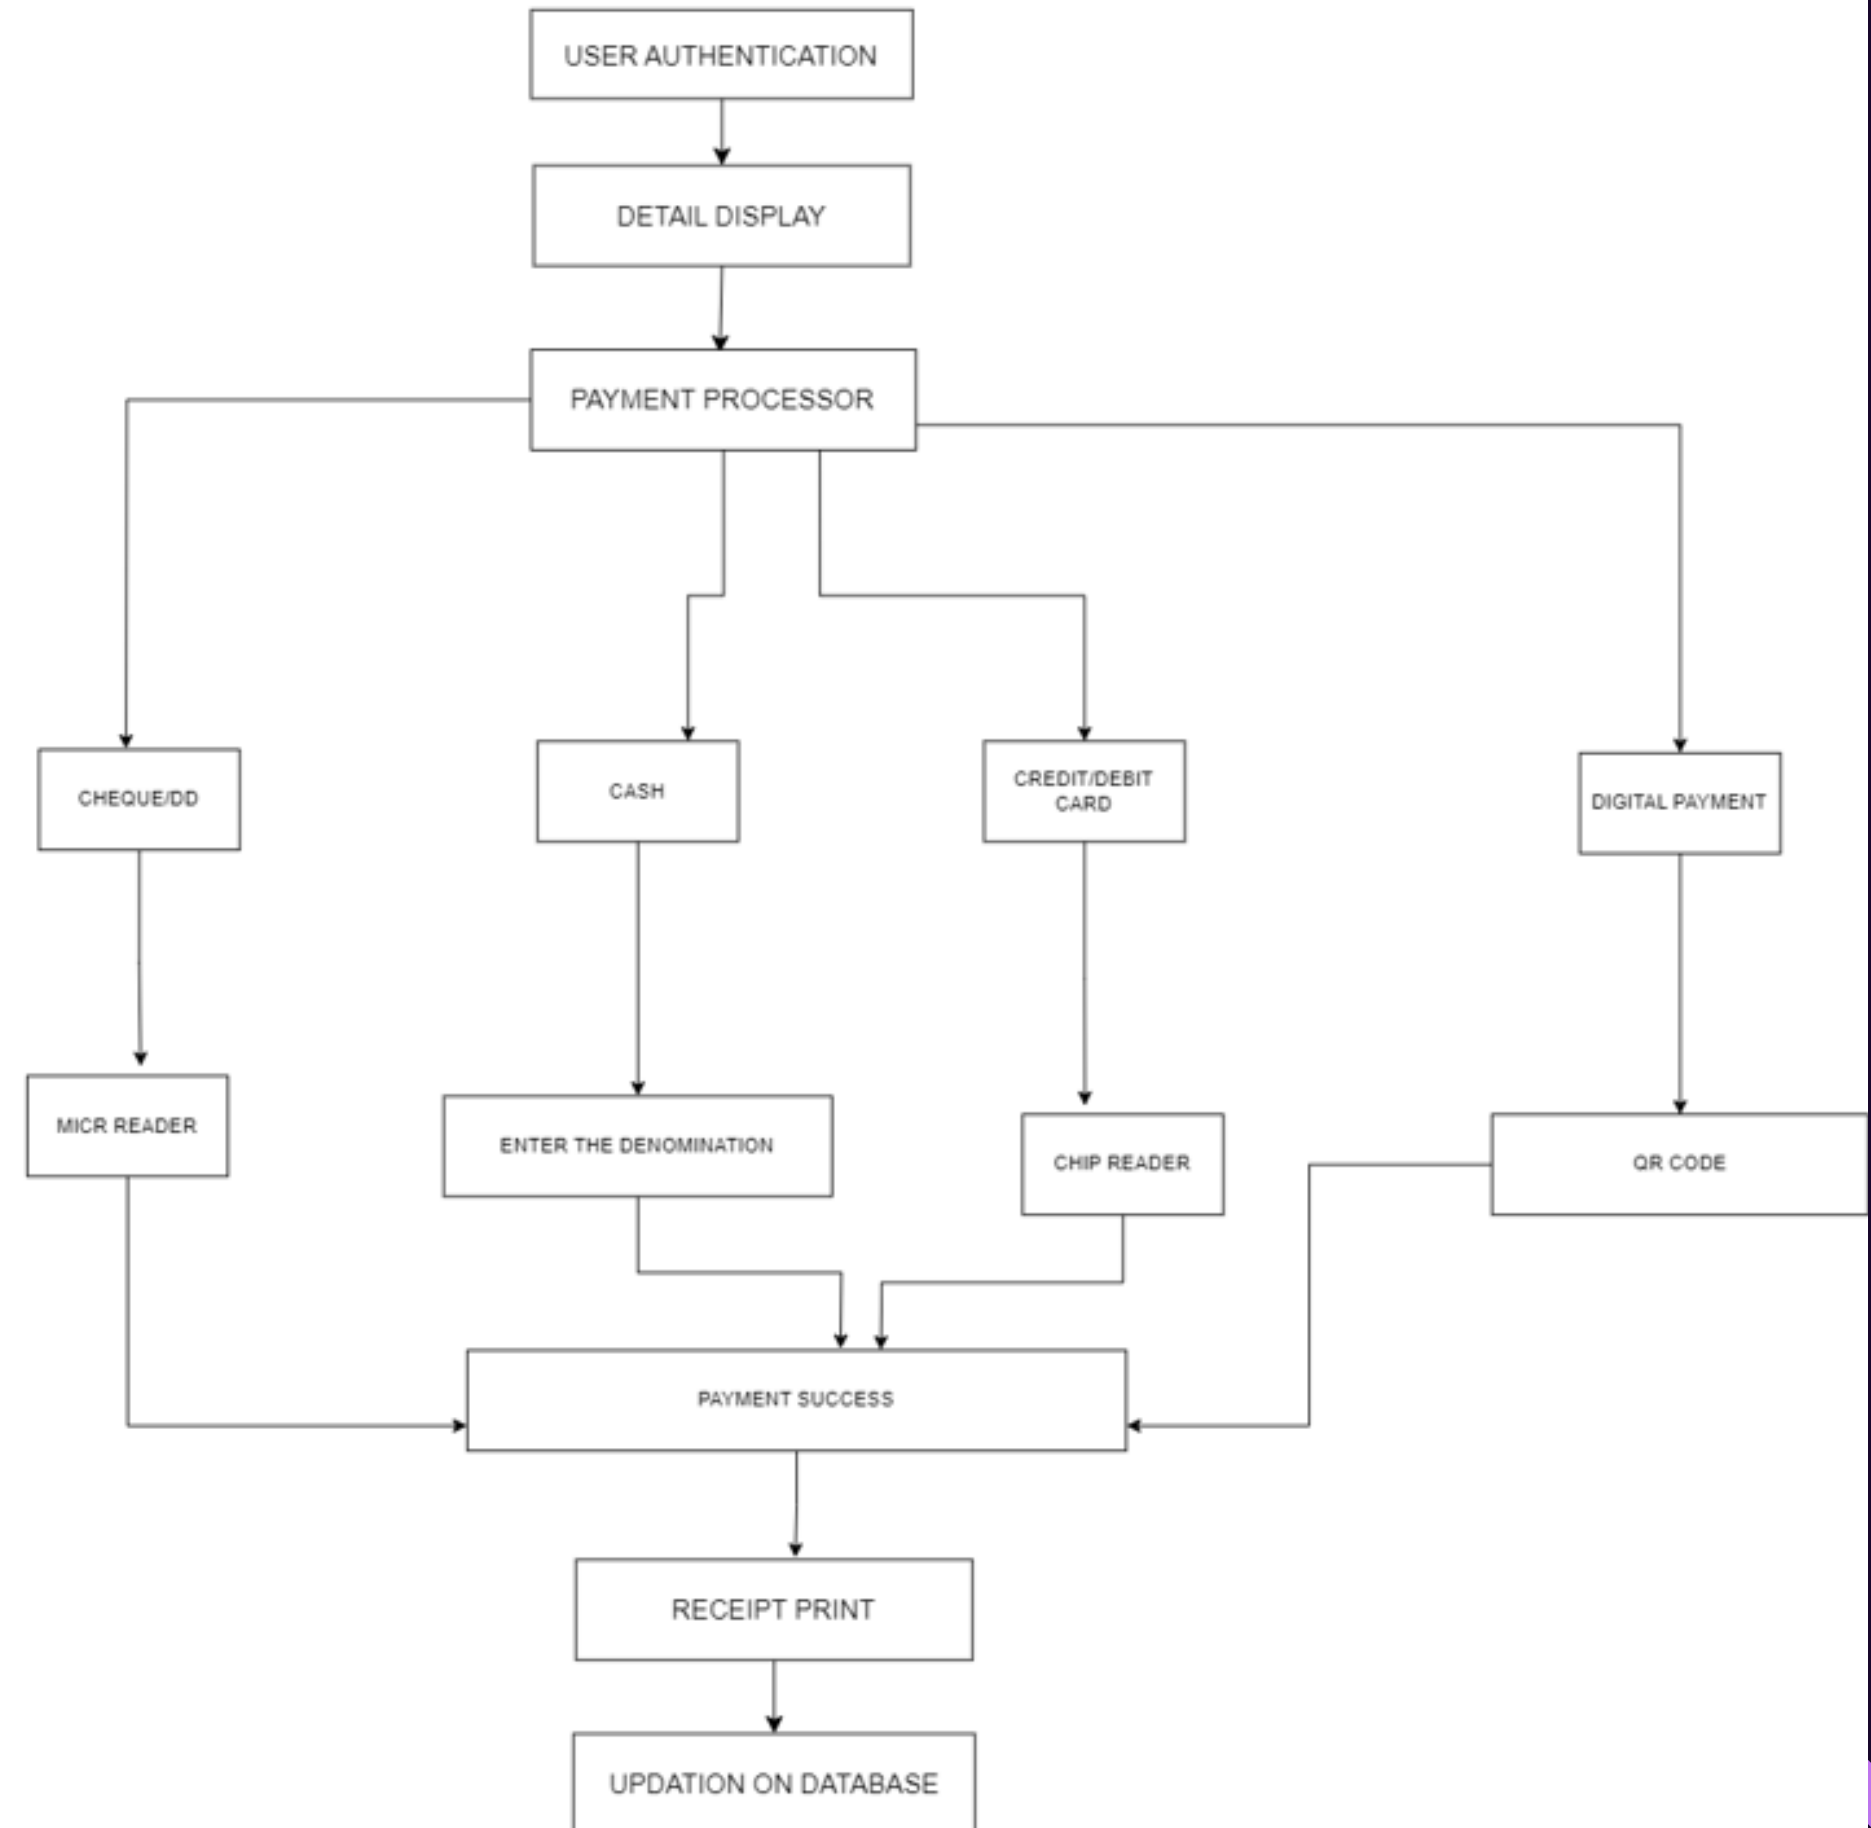 USER AUTHENTICATION
DETAIL DISPLAY
PAYMENT PROCESSOR
CHEQUE/DD
CASH
CREDIT/DEBIT
CARD
DIGITAL PAYMENT
MICR READER
ENTER THE DENOMINATION
CHIP READER
QR CODE
PAYMENT SUCCESS
RECEIPT PRINT
UPDATION ON DATABASE